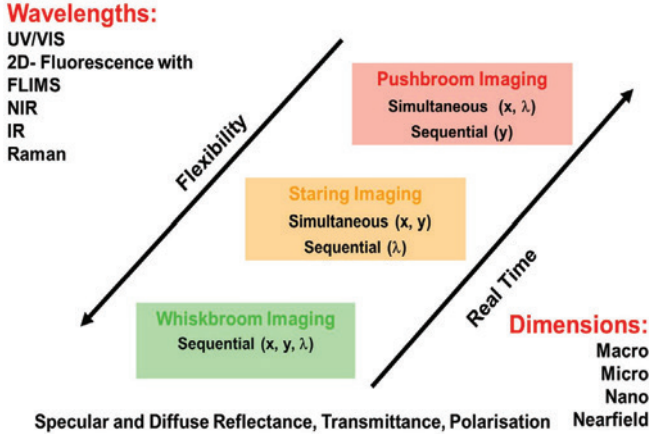 Wavelengths:
UV/VIS
2D- Fluorescence with
FLIMS
NIR
IR
Raman
Flexibility
Pushbroom Imaging
Simultaneous (x, λ)
Sequential (y)
Staring Imaging
Simultaneous (x, y)
Sequential (λ)
Whiskbroom Imaging
Sequential (x, y, λ)
Real Time
Dimensions:
Macro
Micro
Nano
Nearfield
Specular and Diffuse Reflectance, Transmittance, Polarisation